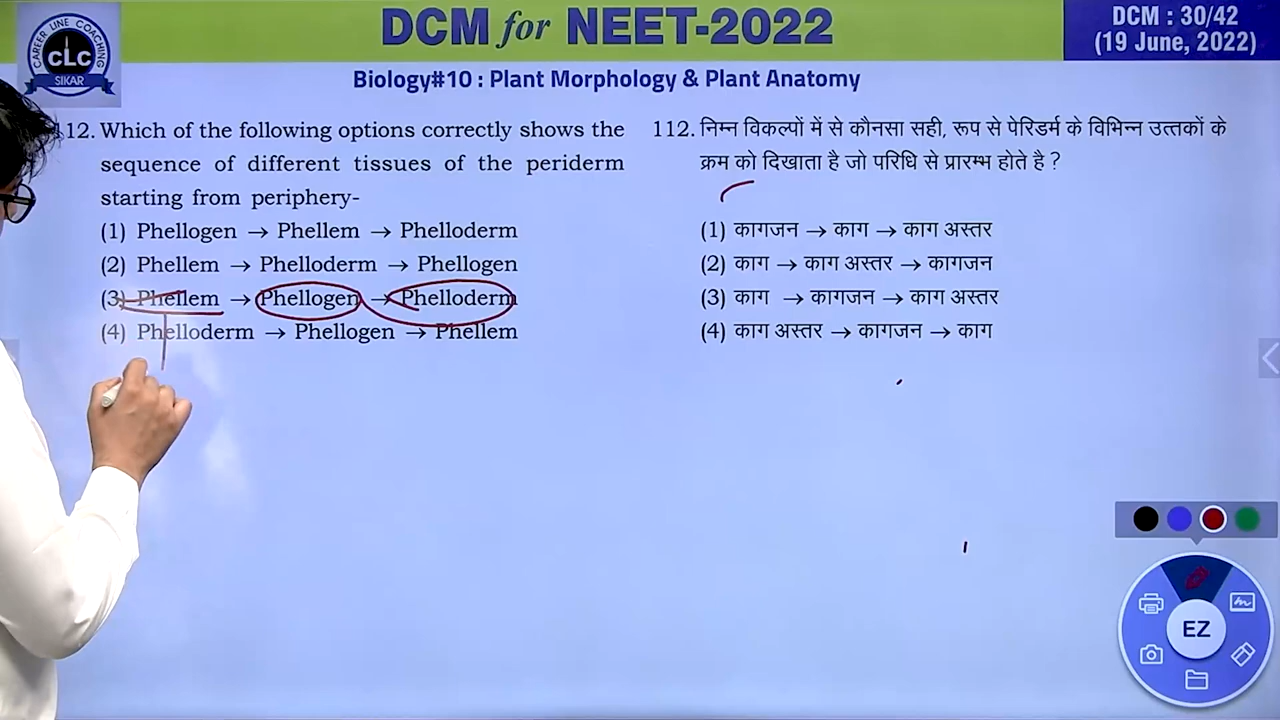 DCM for NEET-2022
DCM : 30/42
(19 June, 2022)
CAREER LINE COACHING
CLC
SIKAR
Biology#10 : Plant Morphology & Plant Anatomy
112. Which of the following options correctly shows the
sequence of different tissues of the periderm
starting from periphery-
(1) Phellogen → Phellem → Phelloderm
(2) Phellem → Phelloderm → Phellogen
(3) Phellem → Phellogen → Phelloderm
(4) Phelloderm → Phellogen → Phellem
112. निम्न विकल्पों में से कौनसा सही, रूप से पेरिडर्म के विभिन्न उत्तकों के
क्रम को दिखाता है जो परिधि से प्रारम्भ होते है ?
(1) कागजन → काग → काग अस्तर
(2) काग → काग अस्तर → कागजन
(3) काग → कागजन → काग अस्तर
(4) काग अस्तर → कागजन → काग
EZ